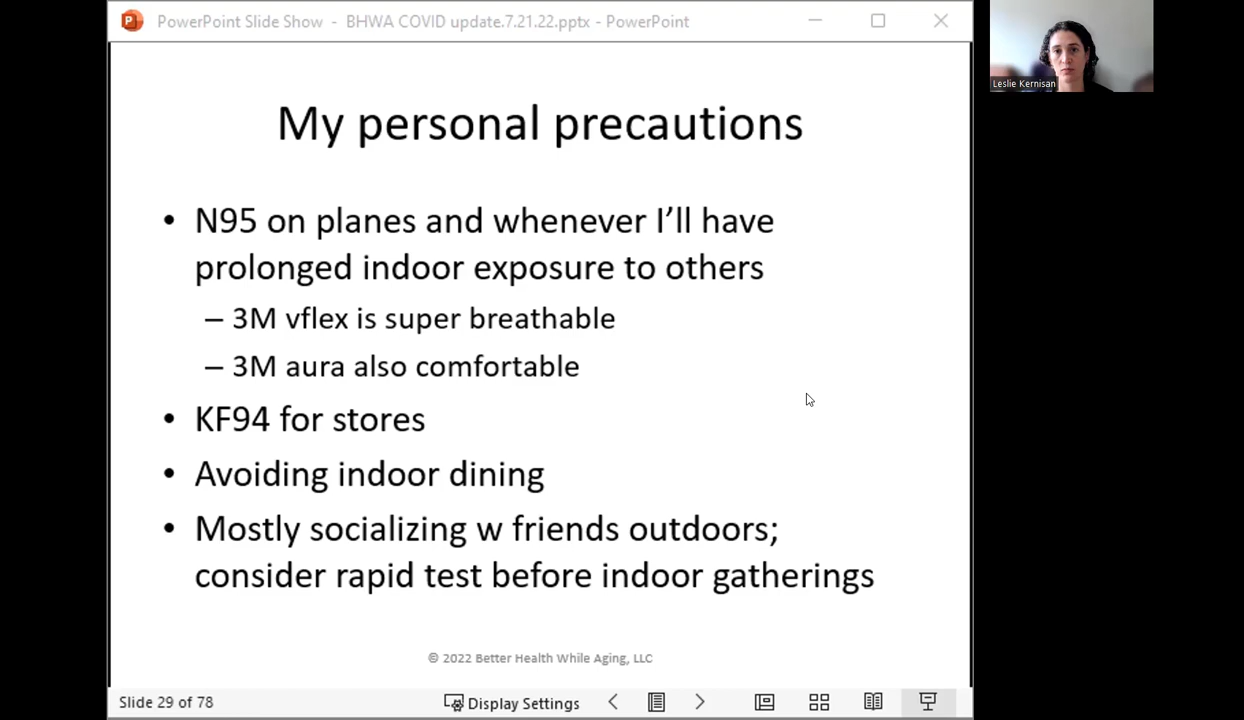 PowerPoint Slide Show - BHWA COVID update.7.21.22.pptx - PowerPoint
Leslie Kernisan
My personal precautions
• N95 on planes and whenever I'll have
prolonged indoor exposure to others
– 3M vflex is super breathable
– 3M aura also comfortable
• KF94 for stores
• Avoiding indoor dining
• Mostly socializing w friends outdoors;
consider rapid test before indoor gatherings
© 2022 Better Health While Aging, LLC
Slide 29 of 78
Display Settings